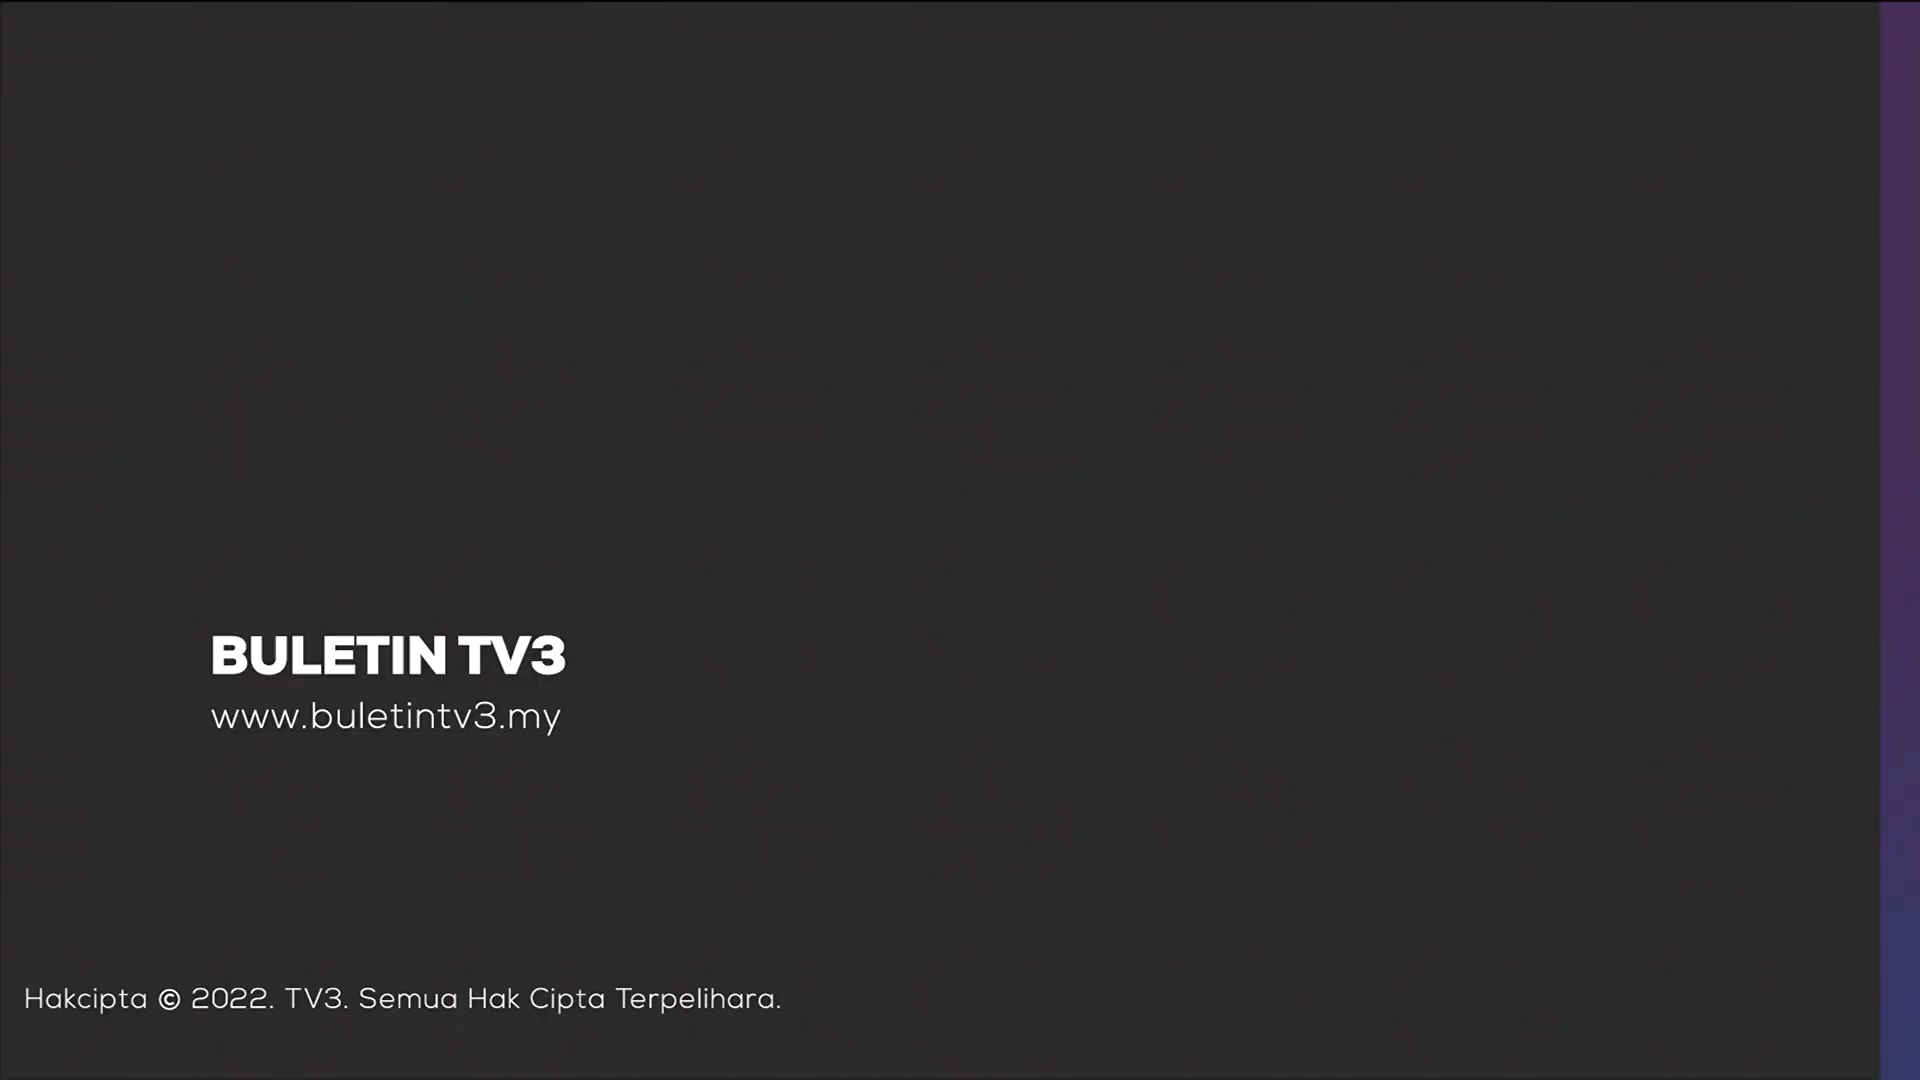 BULETIN TV3
www.buletintv3.my
Hakcipta © 2022. TV3. Semua Hak Cipta Terpelihara.